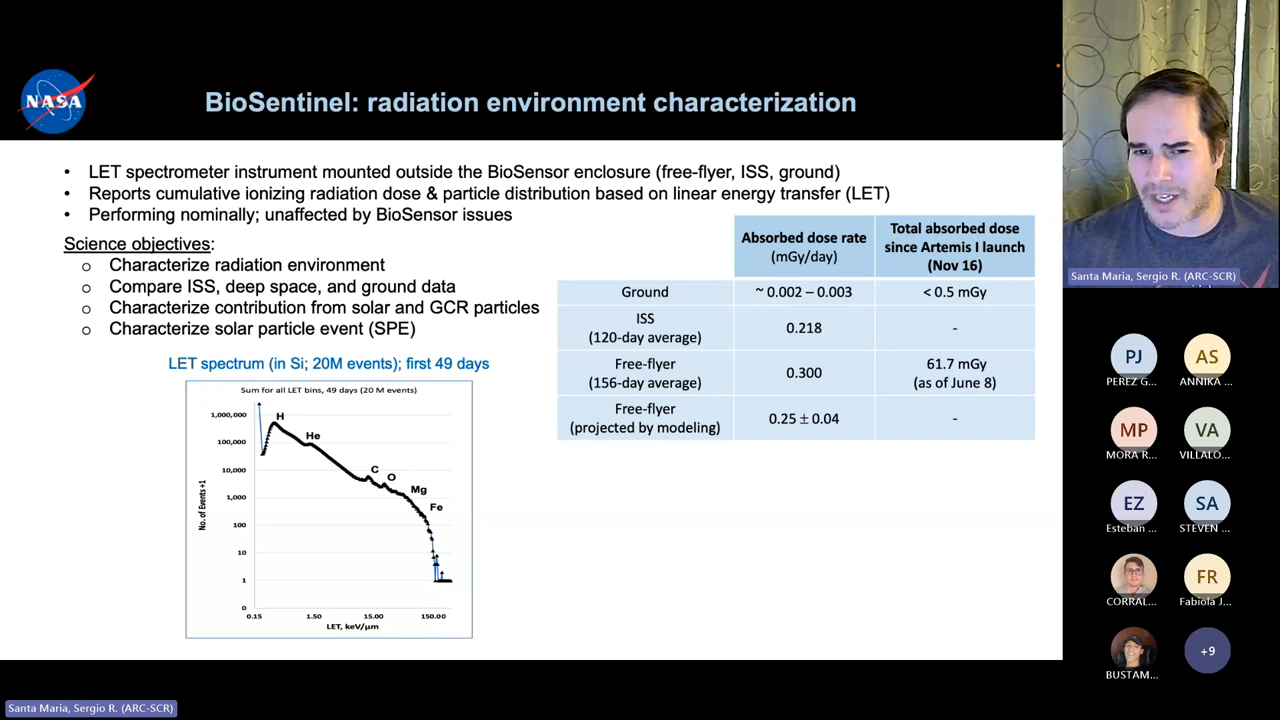 NASA
BioSentinel: radiation environment characterization
• LET spectrometer instrument mounted outside the BioSensor enclosure (free-flyer, ISS, ground)
• Reports cumulative ionizing radiation dose & particle distribution based on linear energy transfer (LET)
• Performing nominally; unaffected by BioSensor issues
Science objectives:
o Characterize radiation environment
o Compare ISS, deep space, and ground data
o Characterize contribution from solar and GCR particles
o Characterize solar particle event (SPE)
LET spectrum (in Si; 20M events); first 49 days
Sum for all LET bins, 49 days (20 M events)
No. of Events +1
1,000,000
100,000
10,000
1,000
100
10
1
0
H
He
C
O
Mg
Fe
0.15 1.50 15.00 150.00
LET, keV/µm
Absorbed dose rate
(mGy/day)
Total absorbed dose
since Artemis I launch
(Nov 16)
Ground
~ 0.002 – 0.003
< 0.5 mGy
ISS
(120-day average)
0.218
-
Free-flyer
(156-day average)
0.300
61.7 mGy
(as of June 8)
Free-flyer
(projected by modeling)
0.25 ± 0.04
-
Santa Maria, Sergio R. (ARC-SCR)
PJ
PEREZ G...
AS
ANNIKA ...
MP
MORA R...
VA
VILLALO...
EZ
Esteban ...
SA
STEVEN ...
CORRAL...
FR
Fabiola J...
BUSTAM...
+9
Santa Maria, Sergio R. (ARC-SCR)